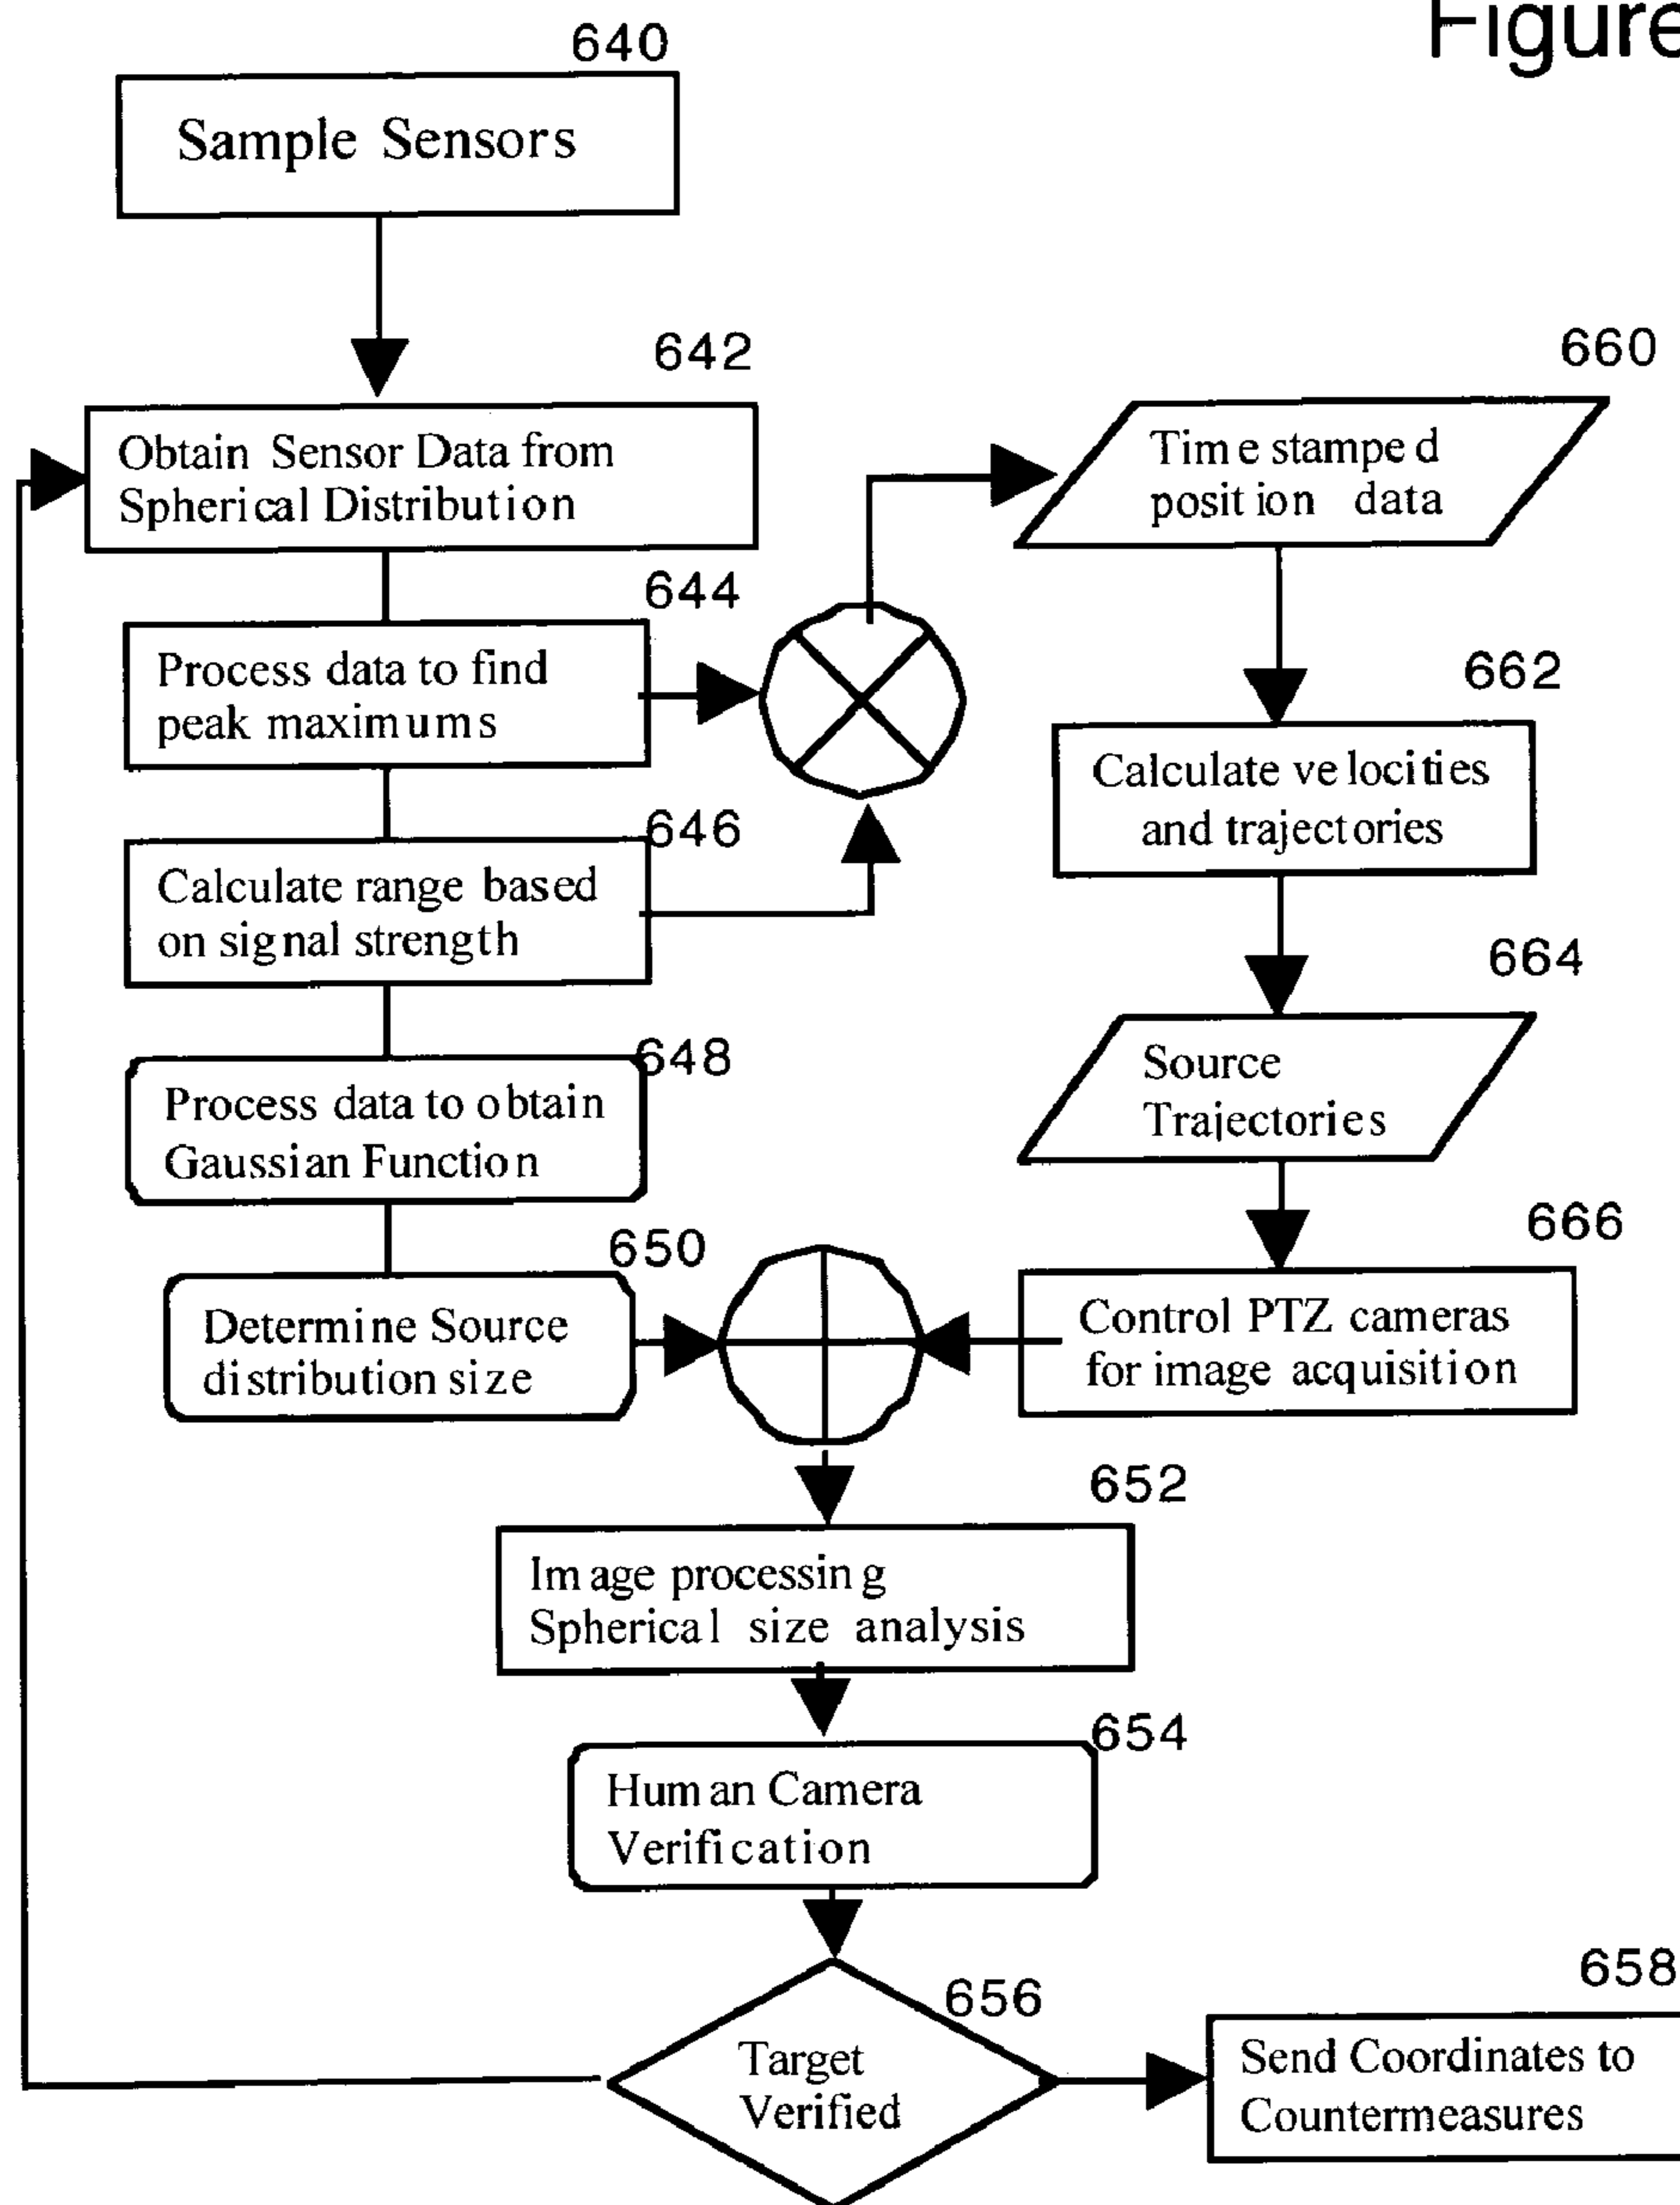 Figure
640
Sample Sensors
642
Obtain Sensor Data from
Spherical Distribution
644
Process data to find
peak maximums
646
Calculate range based
on signal strength
648
Process data to obtain
Gaussian Function
650
Determine Source
distribution size
660
Time stamped
position data
662
Calculate velocities
and trajectories
664
Source
Trajectories
666
Control PTZ cameras
for image acquisition
652
Image processing
Spherical size analysis
654
Human Camera
Verification
656
Target
Verified
658
Send Coordinates to
Countermeasures